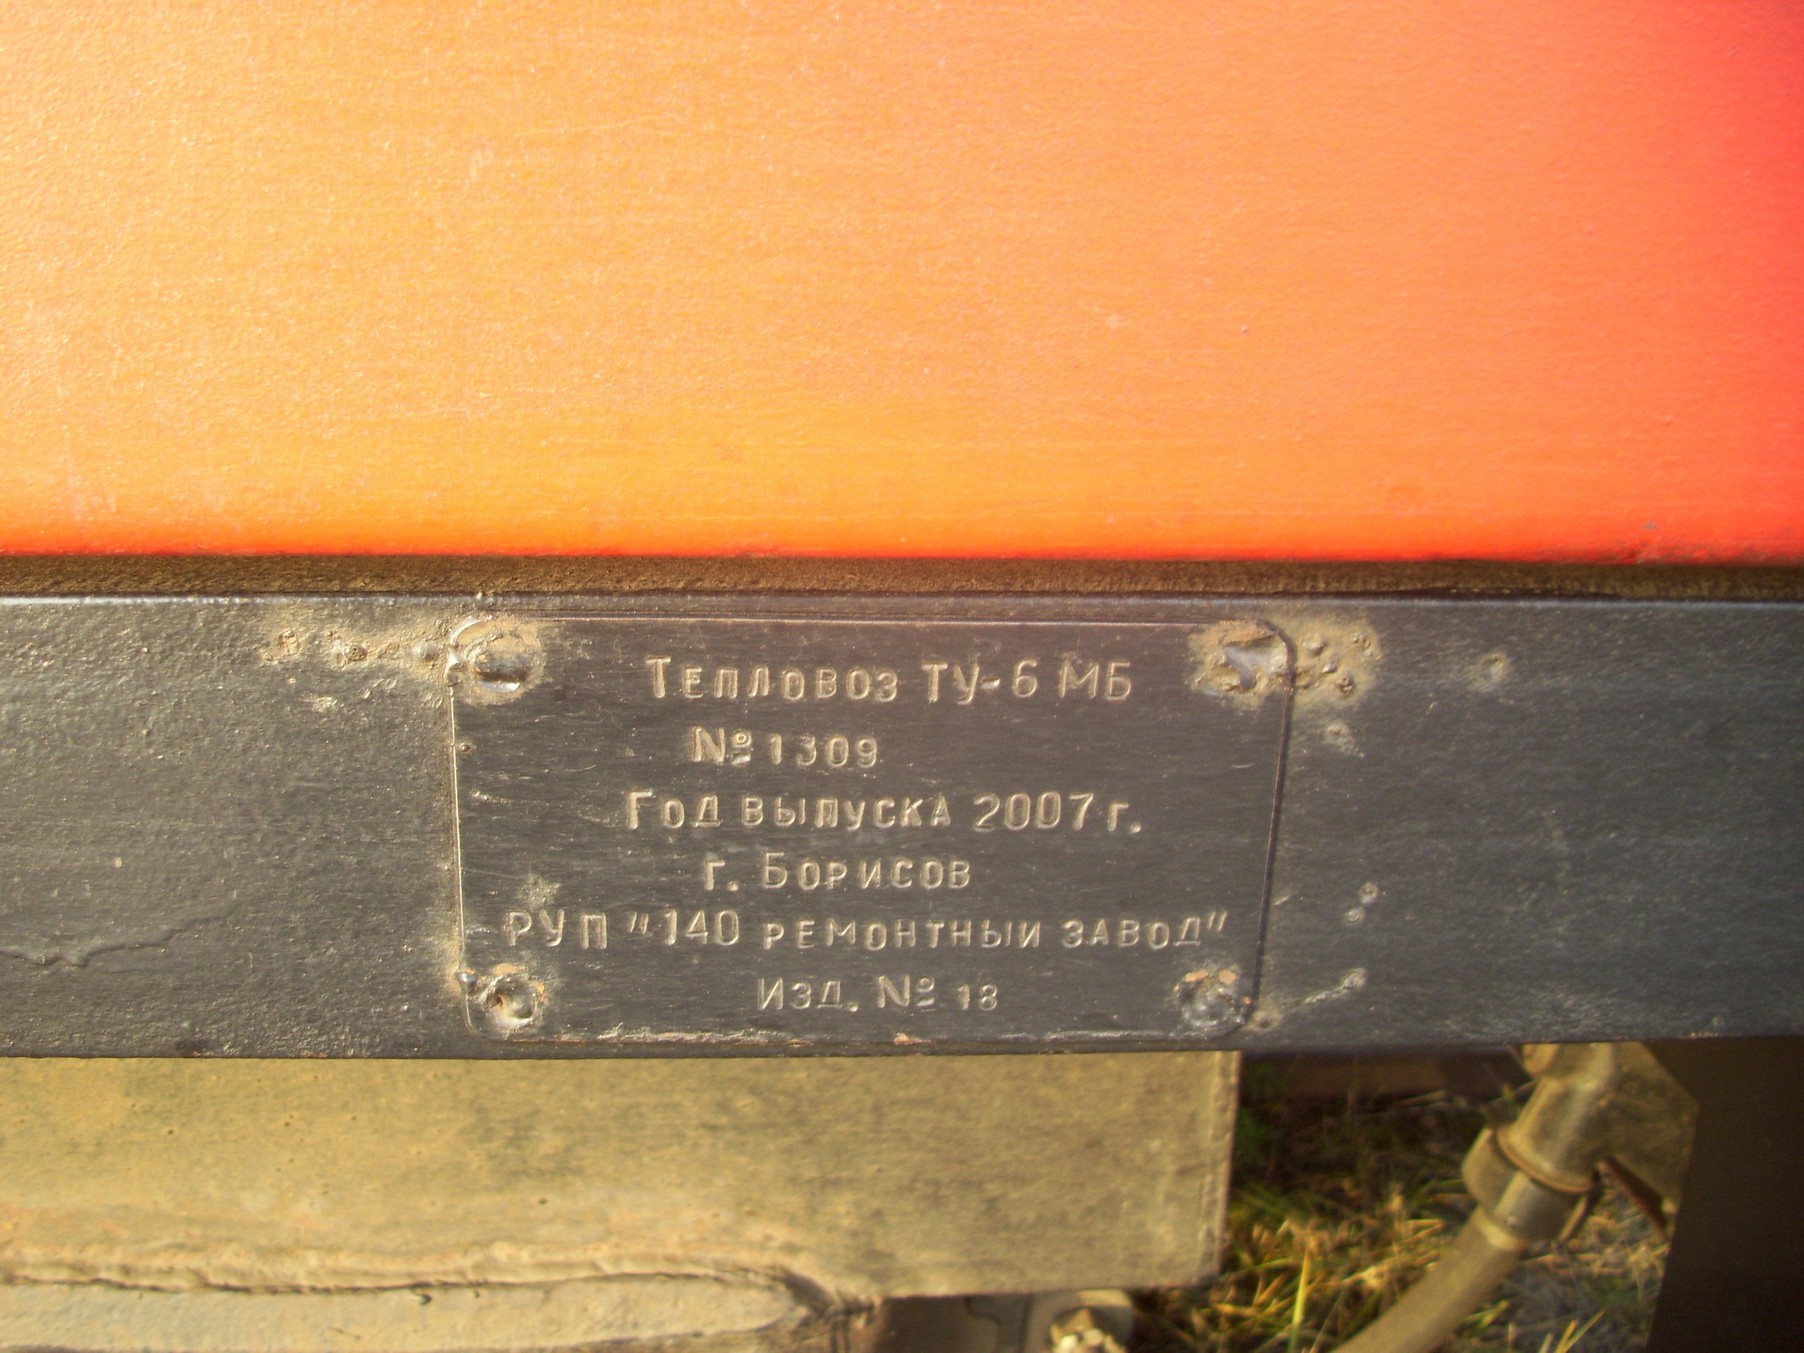 Тепловоз ТУ-6 МБ
№ 1309
Год выпуска 2007 г.
г. Борисов
РУП "140 ремонтный завод"
Изд. № 18